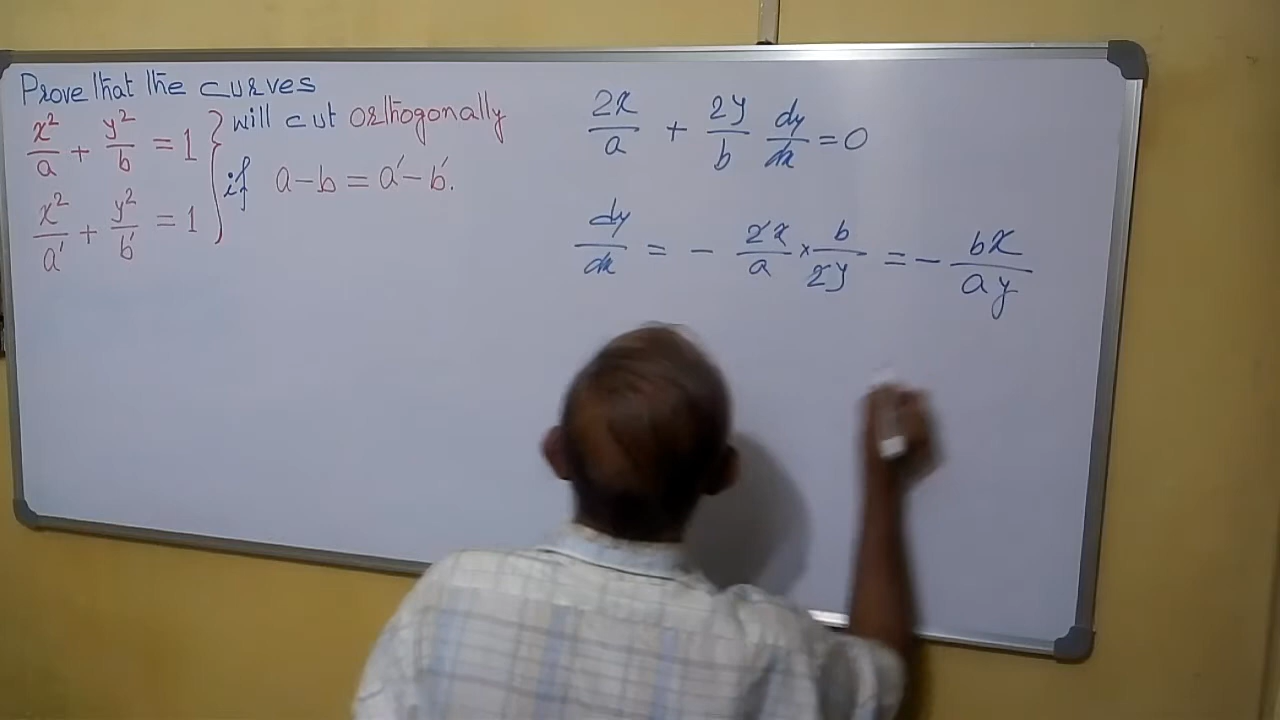 Prove that the curves
x²/a + y²/b = 1 } will cut orthogonally
x²/a' + y²/b' = 1 } if a - b = a' - b'.
2x/a + 2y/b dy/dx = 0
dy/dx = - 2x/a × b/2y = - bx/ay